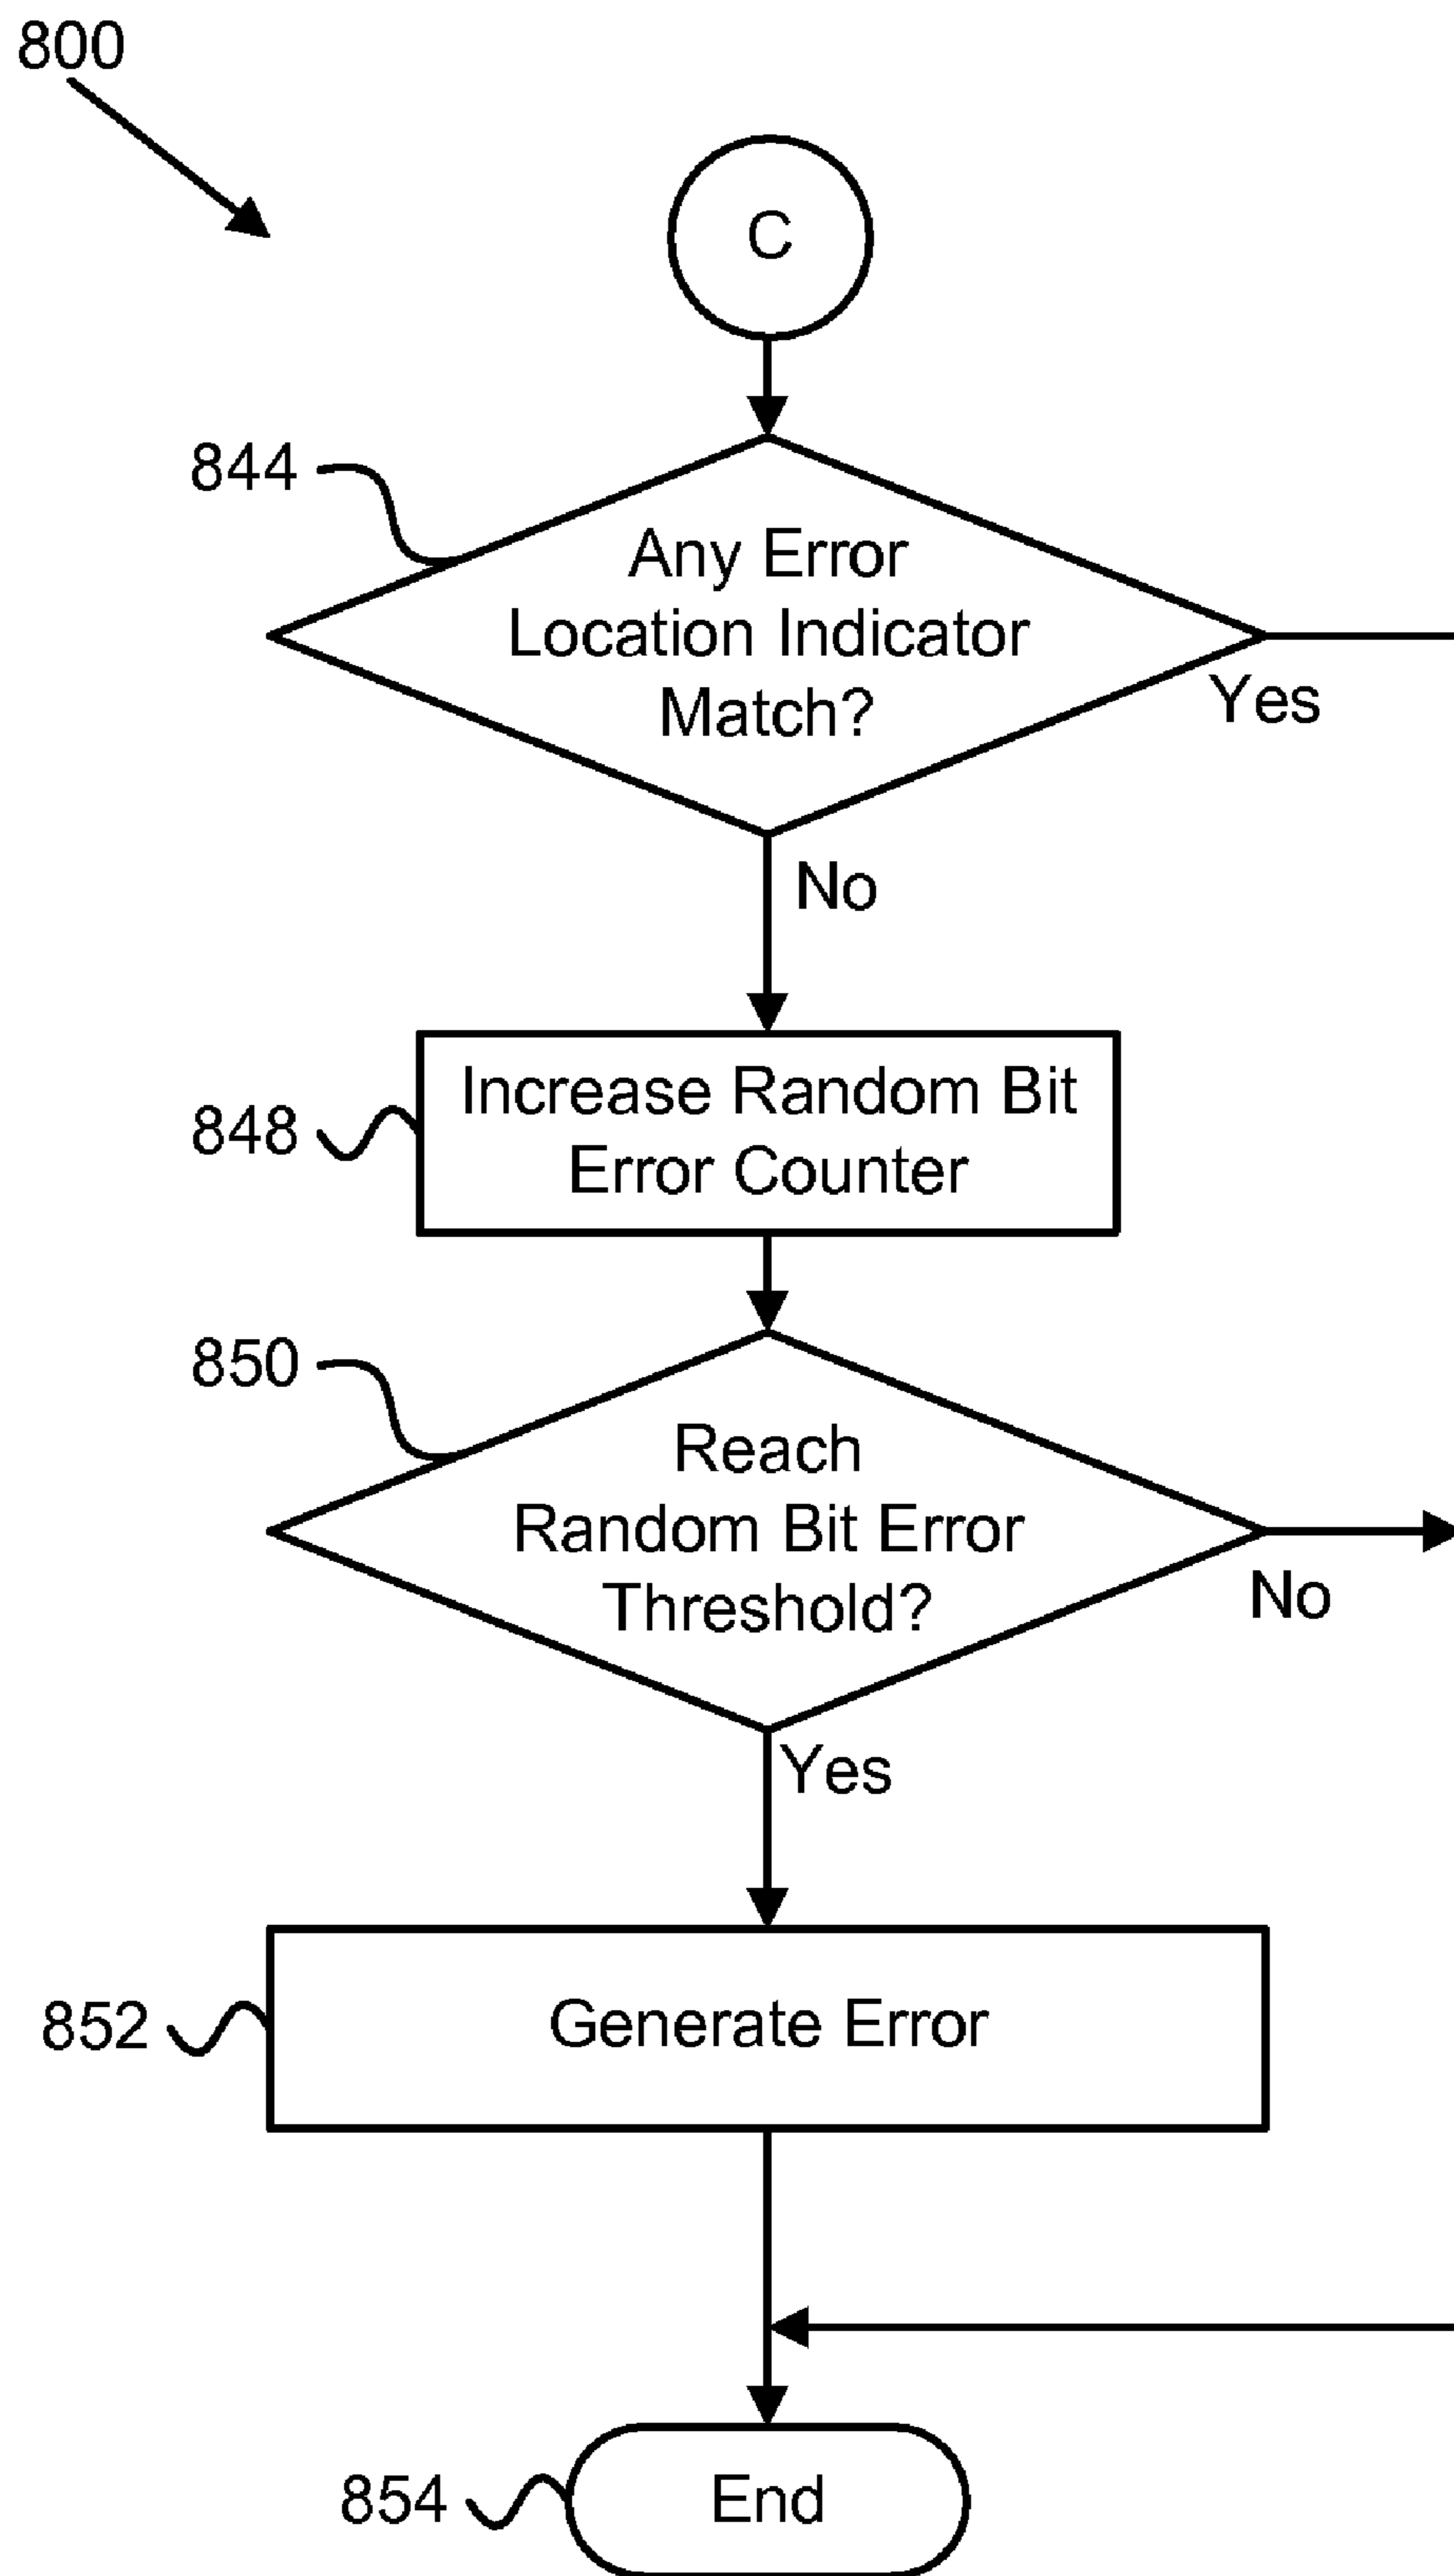 800
C
844
Any Error
Location Indicator
Match?
Yes
No
848
Increase Random Bit
Error Counter
850
Reach
Random Bit Error
Threshold?
No
Yes
852
Generate Error
854
End